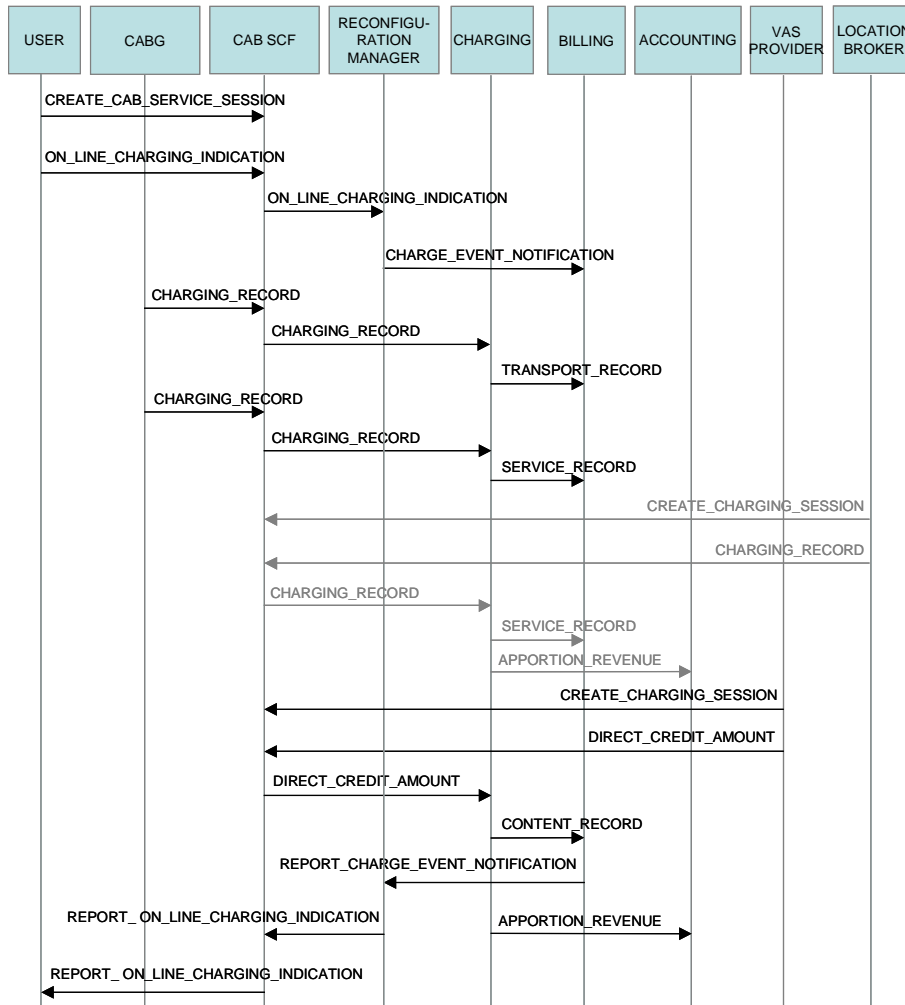 USER
CABG
CAB SCF
RECONFIGU-
RATION
MANAGER
CHARGING
BILLING
ACCOUNTING
VAS
PROVIDER
LOCATION
BROKER
CREATE_CAB_SERVICE_SESSION
ON_LINE_CHARGING_INDICATION
ON_LINE_CHARGING_INDICATION
CHARGE_EVENT_NOTIFICATION
CHARGING_RECORD
CHARGING_RECORD
TRANSPORT_RECORD
CHARGING_RECORD
CHARGING_RECORD
SERVICE_RECORD
CREATE_CHARGING_SESSION
CHARGING_RECORD
CHARGING_RECORD
SERVICE_RECORD
APPORTION_REVENUE
CREATE_CHARGING_SESSION
DIRECT_CREDIT_AMOUNT
DIRECT_CREDIT_AMOUNT
CONTENT_RECORD
REPORT_CHARGE_EVENT_NOTIFICATION
REPORT_ ON_LINE_CHARGING_INDICATION
APPORTION_REVENUE
REPORT_ ON_LINE_CHARGING_INDICATION